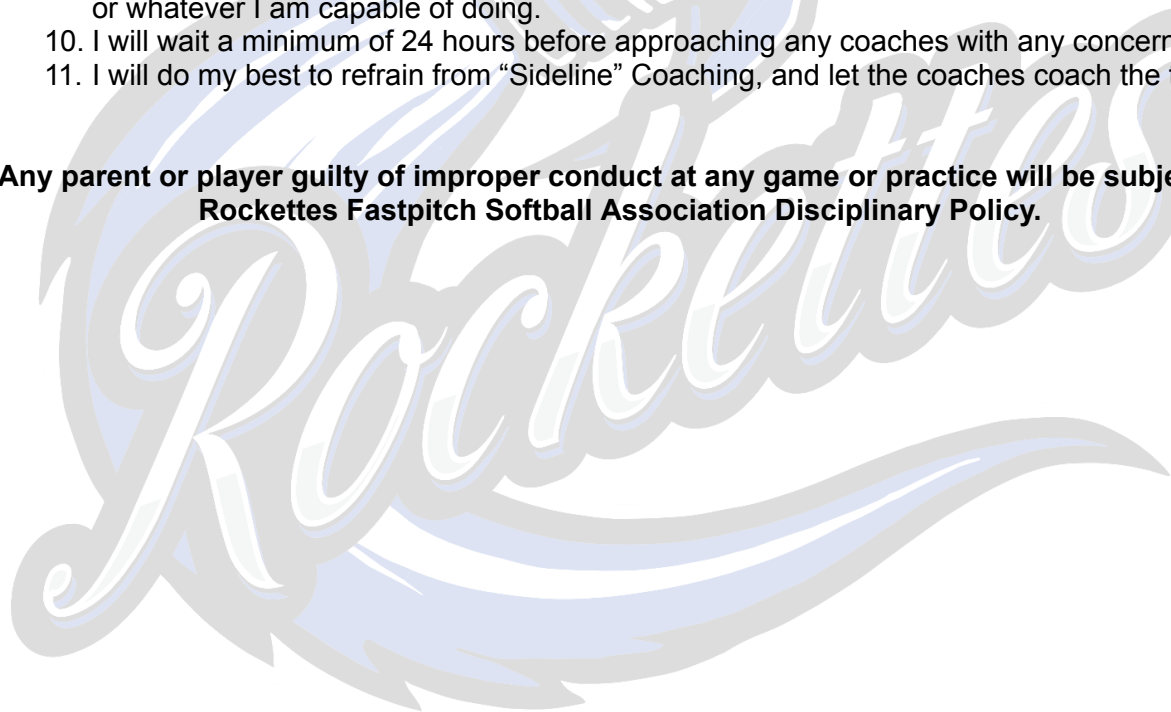 or whatever I am capable of doing.
10. I will wait a minimum of 24 hours before approaching any coaches with any concern
11. I will do my best to refrain from “Sideline” Coaching, and let the coaches coach the
Any parent or player guilty of improper conduct at any game or practice will be subje
Rockettes Fastpitch Softball Association Disciplinary Policy.
Rockettes